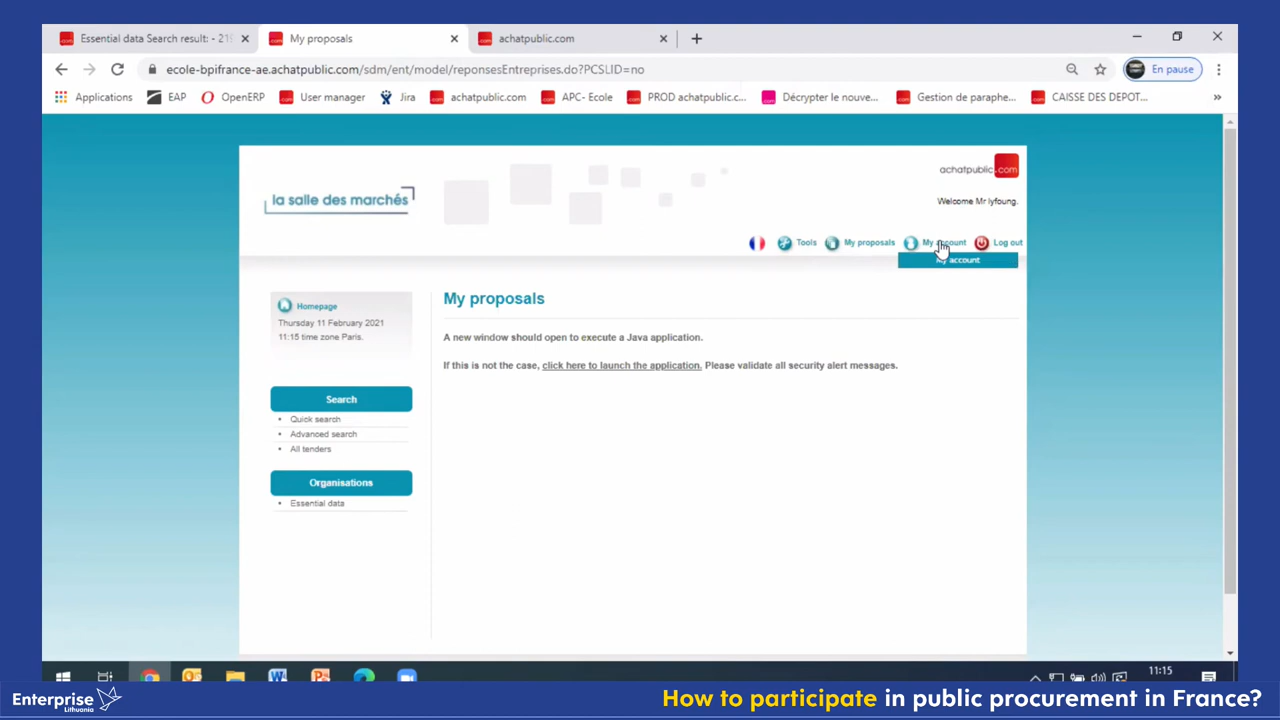 Essential data Search result: - 21
My proposals
achatpublic.com
ecole-bpifrance-ae.achatpublic.com/sdm/ent/model/reponsesEntreprises.do?PCSLID=no
En pause
Applications
EAP
OpenERP
User manager
Jira
achatpublic.com
APC- Ecole
PROD achatpublic.c...
Décrypter le nouve...
Gestion de paraphe...
CAISSE DES DEPOT...
»
achatpublic.com
la salle des marchés
Welcome Mr lyfoung.
Tools
My proposals
My account
Log out
My account
Homepage
Thursday 11 February 2021
11:15 time zone Paris.
My proposals
A new window should open to execute a Java application.
If this is not the case, click here to launch the application. Please validate all security alert messages.
Search
• Quick search
• Advanced search
• All tenders
Organisations
• Essential data
11:15
Enterprise
Lithuania
How to participate in public procurement in France?